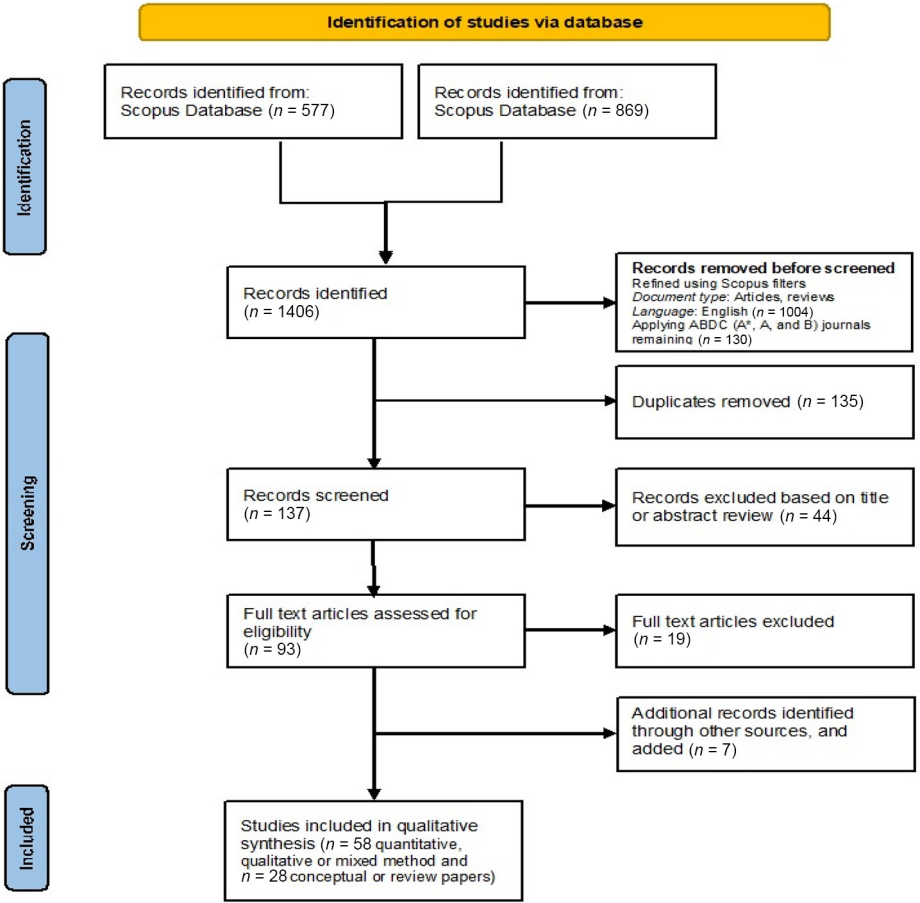 Identification of studies via database
Identification
Records identified from:
Scopus Database (n = 577)
Records identified from:
Scopus Database (n = 869)
Records identified
(n = 1406)
Records removed before screened
Refined using Scopus filters
Document type: Articles, reviews
Language: English (n = 1004)
Applying ABDC (A*, A, and B) journals
remaining (n = 130)
Duplicates removed (n = 135)
Screening
Records screened
(n = 137)
Records excluded based on title
or abstract review (n = 44)
Full text articles assessed for
eligibility
(n = 93)
Full text articles excluded
(n = 19)
Additional records identified
through other sources, and
added (n = 7)
Included
Studies included in qualitative
synthesis (n = 58 quantitative,
qualitative or mixed method and
n = 28 conceptual or review papers)